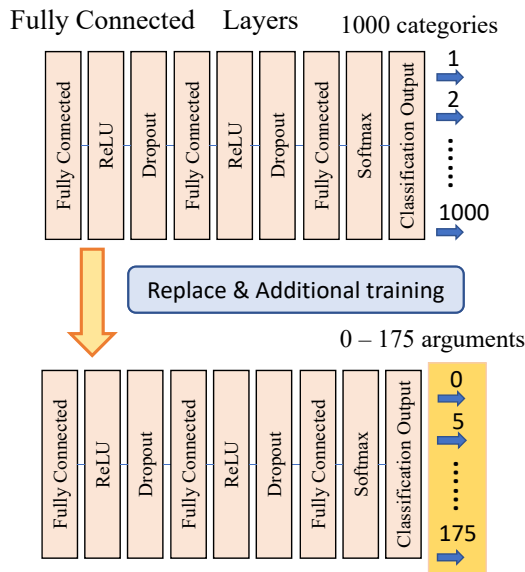 Fully Connected Layers 1000 categories
Fully Connected
ReLU
Dropout
Fully Connected
ReLU
Dropout
Fully Connected
Softmax
Classification Output
1
2
......
1000
Replace & Additional training
0 – 175 arguments
Fully Connected
ReLU
Dropout
Fully Connected
ReLU
Dropout
Fully Connected
Softmax
Classification Output
0
5
......
175